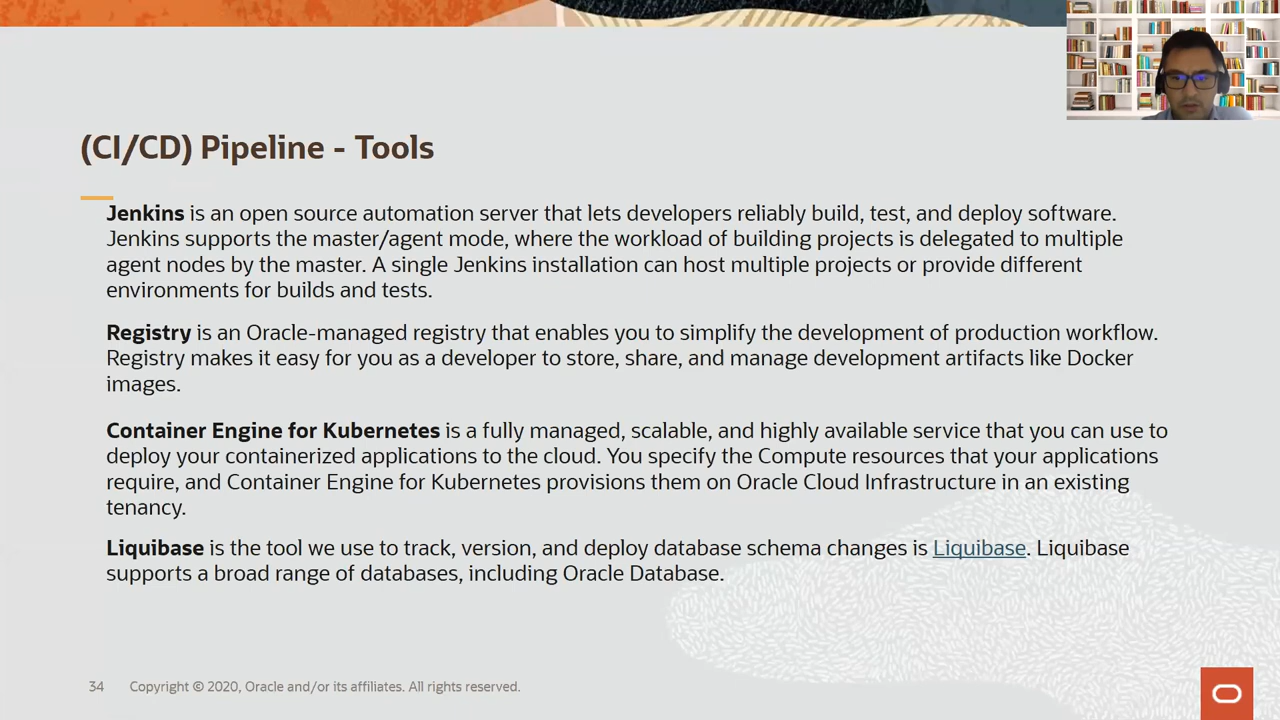 (CI/CD) Pipeline - Tools
Jenkins is an open source automation server that lets developers reliably build, test, and deploy software.
Jenkins supports the master/agent mode, where the workload of building projects is delegated to multiple
agent nodes by the master. A single Jenkins installation can host multiple projects or provide different
environments for builds and tests.
Registry is an Oracle-managed registry that enables you to simplify the development of production workflow.
Registry makes it easy for you as a developer to store, share, and manage development artifacts like Docker
images.
Container Engine for Kubernetes is a fully managed, scalable, and highly available service that you can use to
deploy your containerized applications to the cloud. You specify the Compute resources that your applications
require, and Container Engine for Kubernetes provisions them on Oracle Cloud Infrastructure in an existing
tenancy.
Liquibase is the tool we use to track, version, and deploy database schema changes is Liquibase. Liquibase
supports a broad range of databases, including Oracle Database.
34 Copyright © 2020, Oracle and/or its affiliates. All rights reserved.